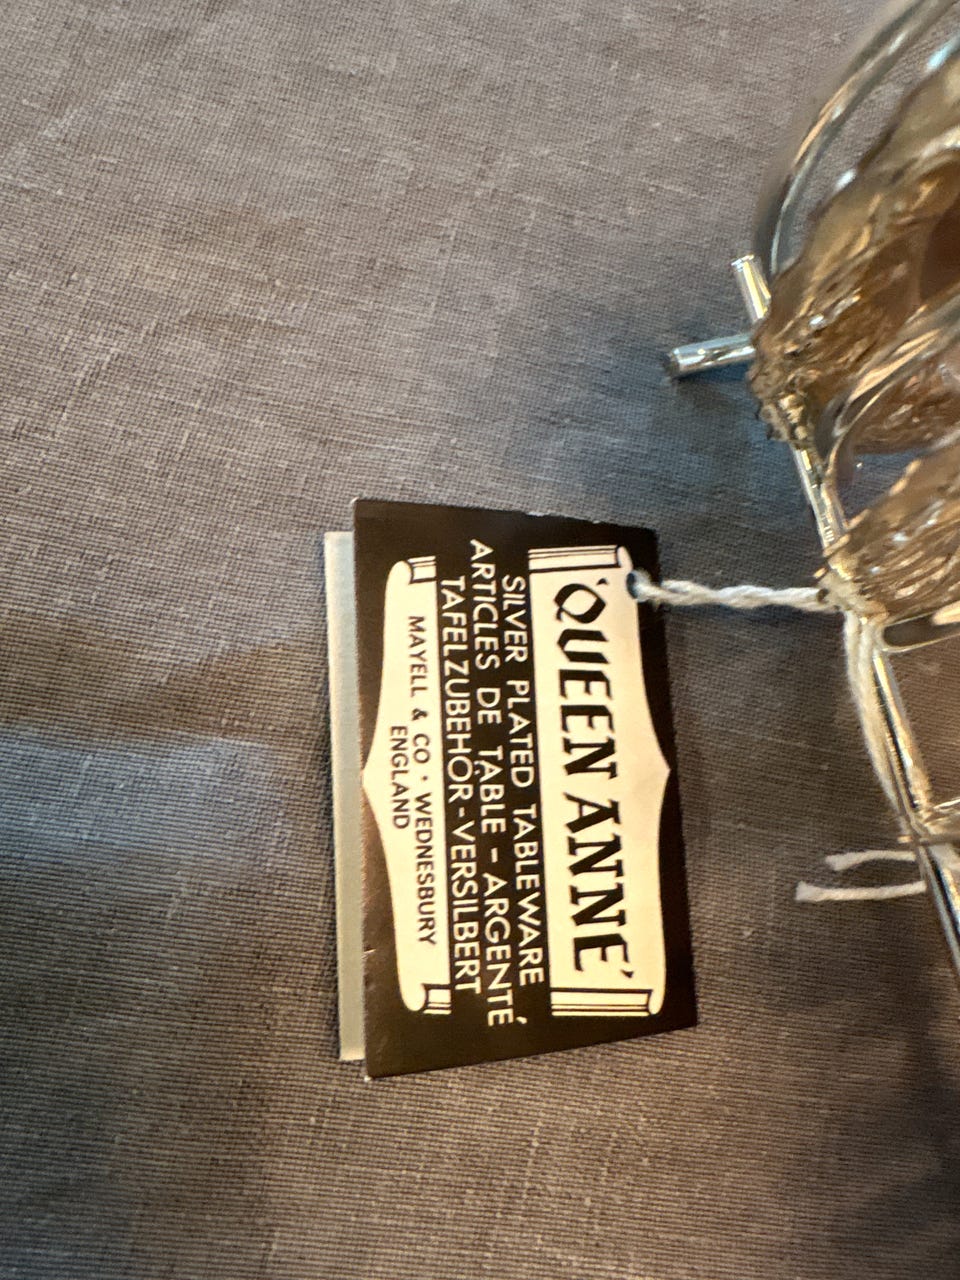 'QUEEN ANNE'
SILVER PLATED TABLEWARE
ARTICLES DE TABLE - ARGENTÉ
TAFELZUBEHÖR - VERSILBERT
MAYELL & CO · WEDNESBURY
ENGLAND